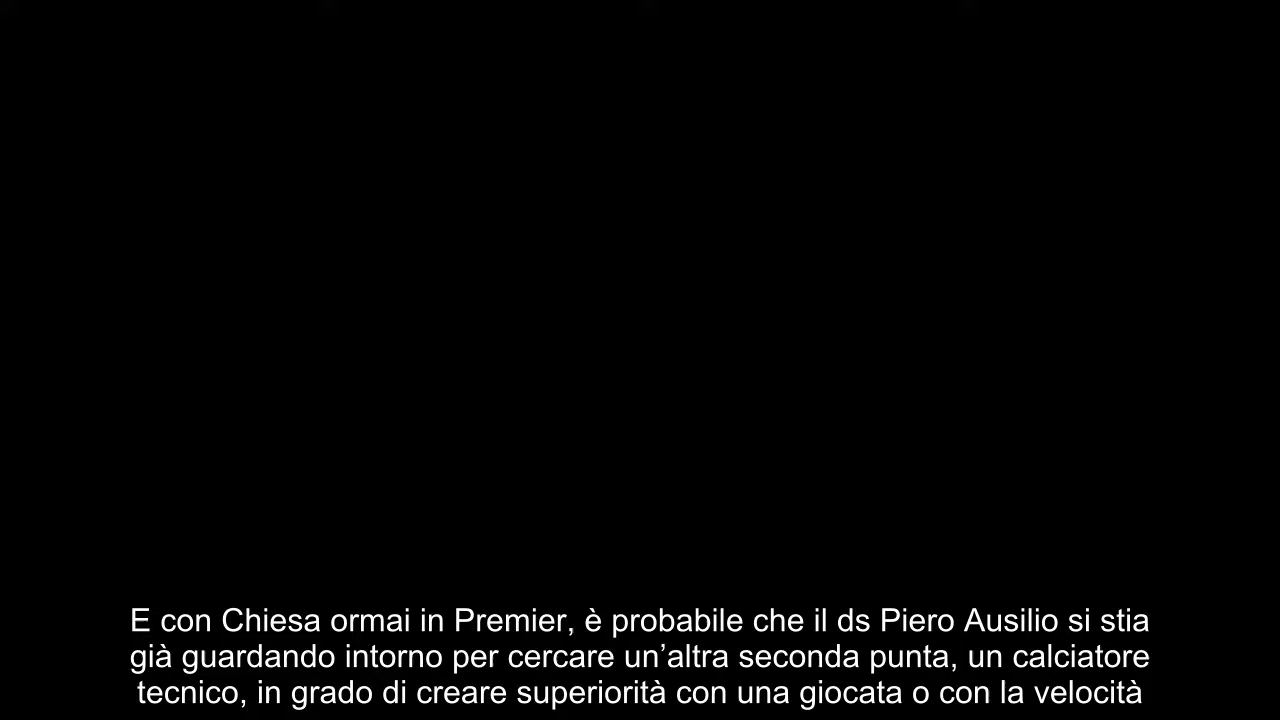 E con Chiesa ormai in Premier, è probabile che il ds Piero Ausilio si stia
già guardando intorno per cercare un’altra seconda punta, un calciatore
tecnico, in grado di creare superiorità con una giocata o con la velocità